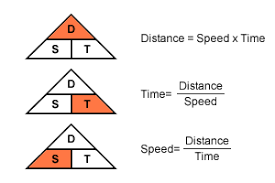 D
S T
Distance = Speed x Time
D
S T
Time= Distance
Speed
D
S T
Speed= Distance
Time